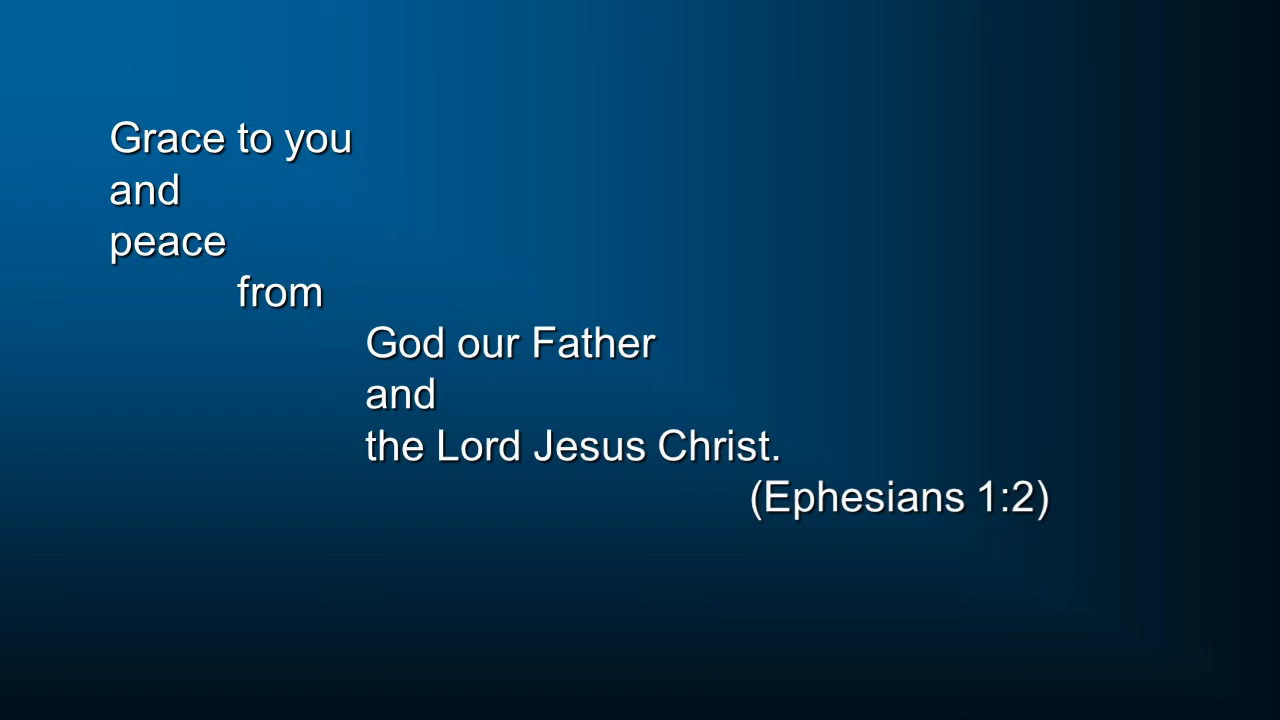 Grace to you
and
peace
from
God our Father
and
the Lord Jesus Christ.
(Ephesians 1:2)